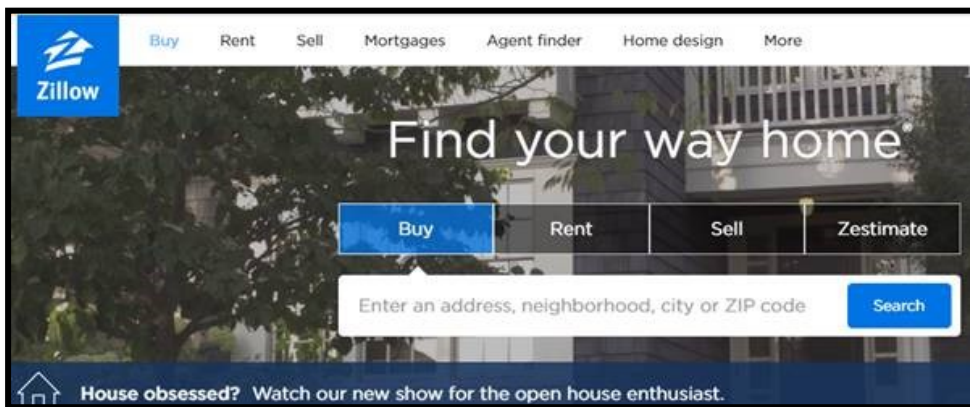 Zillow
Buy Rent Sell Mortgages Agent finder Home design More
Find your way home®
Buy Rent Sell Zestimate
Enter an address, neighborhood, city or ZIP code Search
House obsessed? Watch our new show for the open house enthusiast.